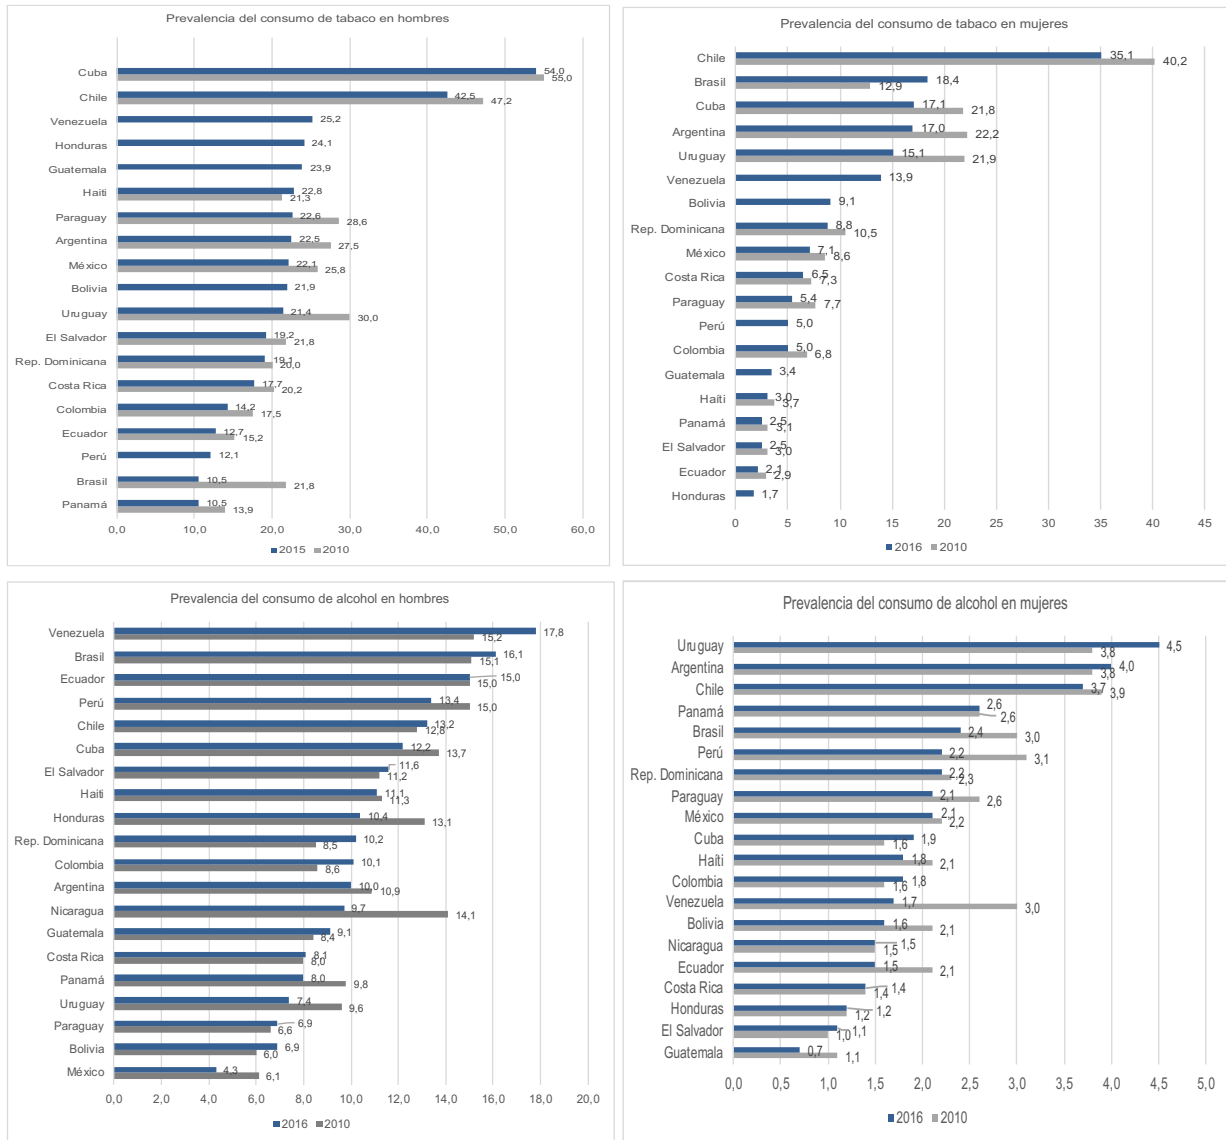 Prevalencia del consumo de tabaco en hombres
Cuba 54,0 55,0
Chile 42,5 47,2
Venezuela 25,2
Honduras 24,1
Guatemala 23,9
Haiti 22,8 21,3
Paraguay 22,6 28,6
Argentina 22,5 27,5
México 22,1 25,8
Bolivia 21,9
Uruguay 21,4 30,0
El Salvador 19,2 21,8
Rep. Dominicana 19,1 20,0
Costa Rica 17,7 20,2
Colombia 14,2 17,5
Ecuador 12,7 15,2
Perú 12,1
Brasil 10,5 21,8
Panamá 10,5 13,9
0,0 10,0 20,0 30,0 40,0 50,0 60,0
2015 2010
Prevalencia del consumo de tabaco en mujeres
Chile 35,1 40,2
Brasil 18,4 12,9
Cuba 17,1 21,8
Argentina 17,0 22,2
Uruguay 15,1 21,9
Venezuela 13,9
Bolivia 9,1
Rep. Dominicana 8,8 10,5
México 7,1 8,6
Costa Rica 6,5 7,3
Paraguay 5,4 7,7
Perú 5,0
Colombia 5,0 6,8
Guatemala 3,4
Haïti 3,0 3,7
Panamá 2,5 3,1
El Salvador 2,5 3,0
Ecuador 2,1 2,9
Honduras 1,7
0 5 10 15 20 25 30 35 40 45
2016 2010
Prevalencia del consumo de alcohol en hombres
Venezuela 17,8 15,2
Brasil 16,1 15,1
Ecuador 15,0 15,0
Perú 13,4 15,0
Chile 13,2 12,8
Cuba 12,2 13,7
El Salvador 11,6 11,2
Haiti 11,1 11,3
Honduras 10,4 13,1
Rep. Dominicana 10,2 8,5
Colombia 10,1 8,6
Argentina 10,0 10,9
Nicaragua 9,7 14,1
Guatemala 9,1 8,4
Costa Rica 8,1 8,0
Panamá 8,0 9,8
Uruguay 7,4 9,6
Paraguay 6,9 6,6
Bolivia 6,9 6,0
México 4,3 6,1
0,0 2,0 4,0 6,0 8,0 10,0 12,0 14,0 16,0 18,0 20,0
2016 2010
Prevalencia del consumo de alcohol en mujeres
Uruguay 4,5 3,8
Argentina 4,0 3,8
Chile 3,7 3,9
Panamá 2,6 2,6
Brasil 2,4 3,0
Perú 2,2 3,1
Rep. Dominicana 2,2 2,3
Paraguay 2,1 2,6
México 2,1 2,2
Cuba 1,9 1,6
Haïti 1,8 2,1
Colombia 1,8 1,6
Venezuela 1,7 3,0
Bolivia 1,6 2,1
Nicaragua 1,5 1,5
Ecuador 1,5 2,1
Costa Rica 1,4 1,4
Honduras 1,2 1,2
El Salvador 1,1 1,0
Guatemala 0,7 1,1
0,0 0,5 1,0 1,5 2,0 2,5 3,0 3,5 4,0 4,5 5,0
2016 2010